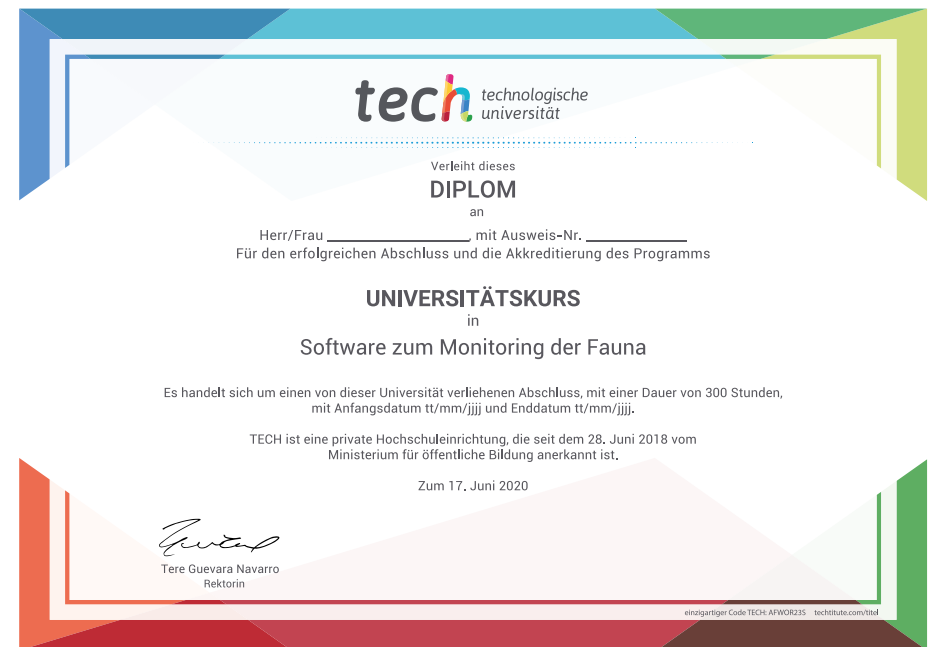 tech technologische
universität
Verleiht dieses
DIPLOM
an
Herr/Frau ____________, mit Ausweis-Nr. ____________
Für den erfolgreichen Abschluss und die Akkreditierung des Programms
UNIVERSITÄTSKURS
in
Software zum Monitoring der Fauna
Es handelt sich um einen von dieser Universität verliehenen Abschluss, mit einer Dauer von 300 Stunden,
mit Anfangsdatum tt/mm/jjjj und Enddatum tt/mm/jjjj.
TECH ist eine private Hochschuleinrichtung, die seit dem 28. Juni 2018 vom
Ministerium für öffentliche Bildung anerkannt ist.
Zum 17. Juni 2020
Tere Guevara Navarro
Rektorin
einzigartiger Code TECH: AFWOR23S techtitute.com/titel